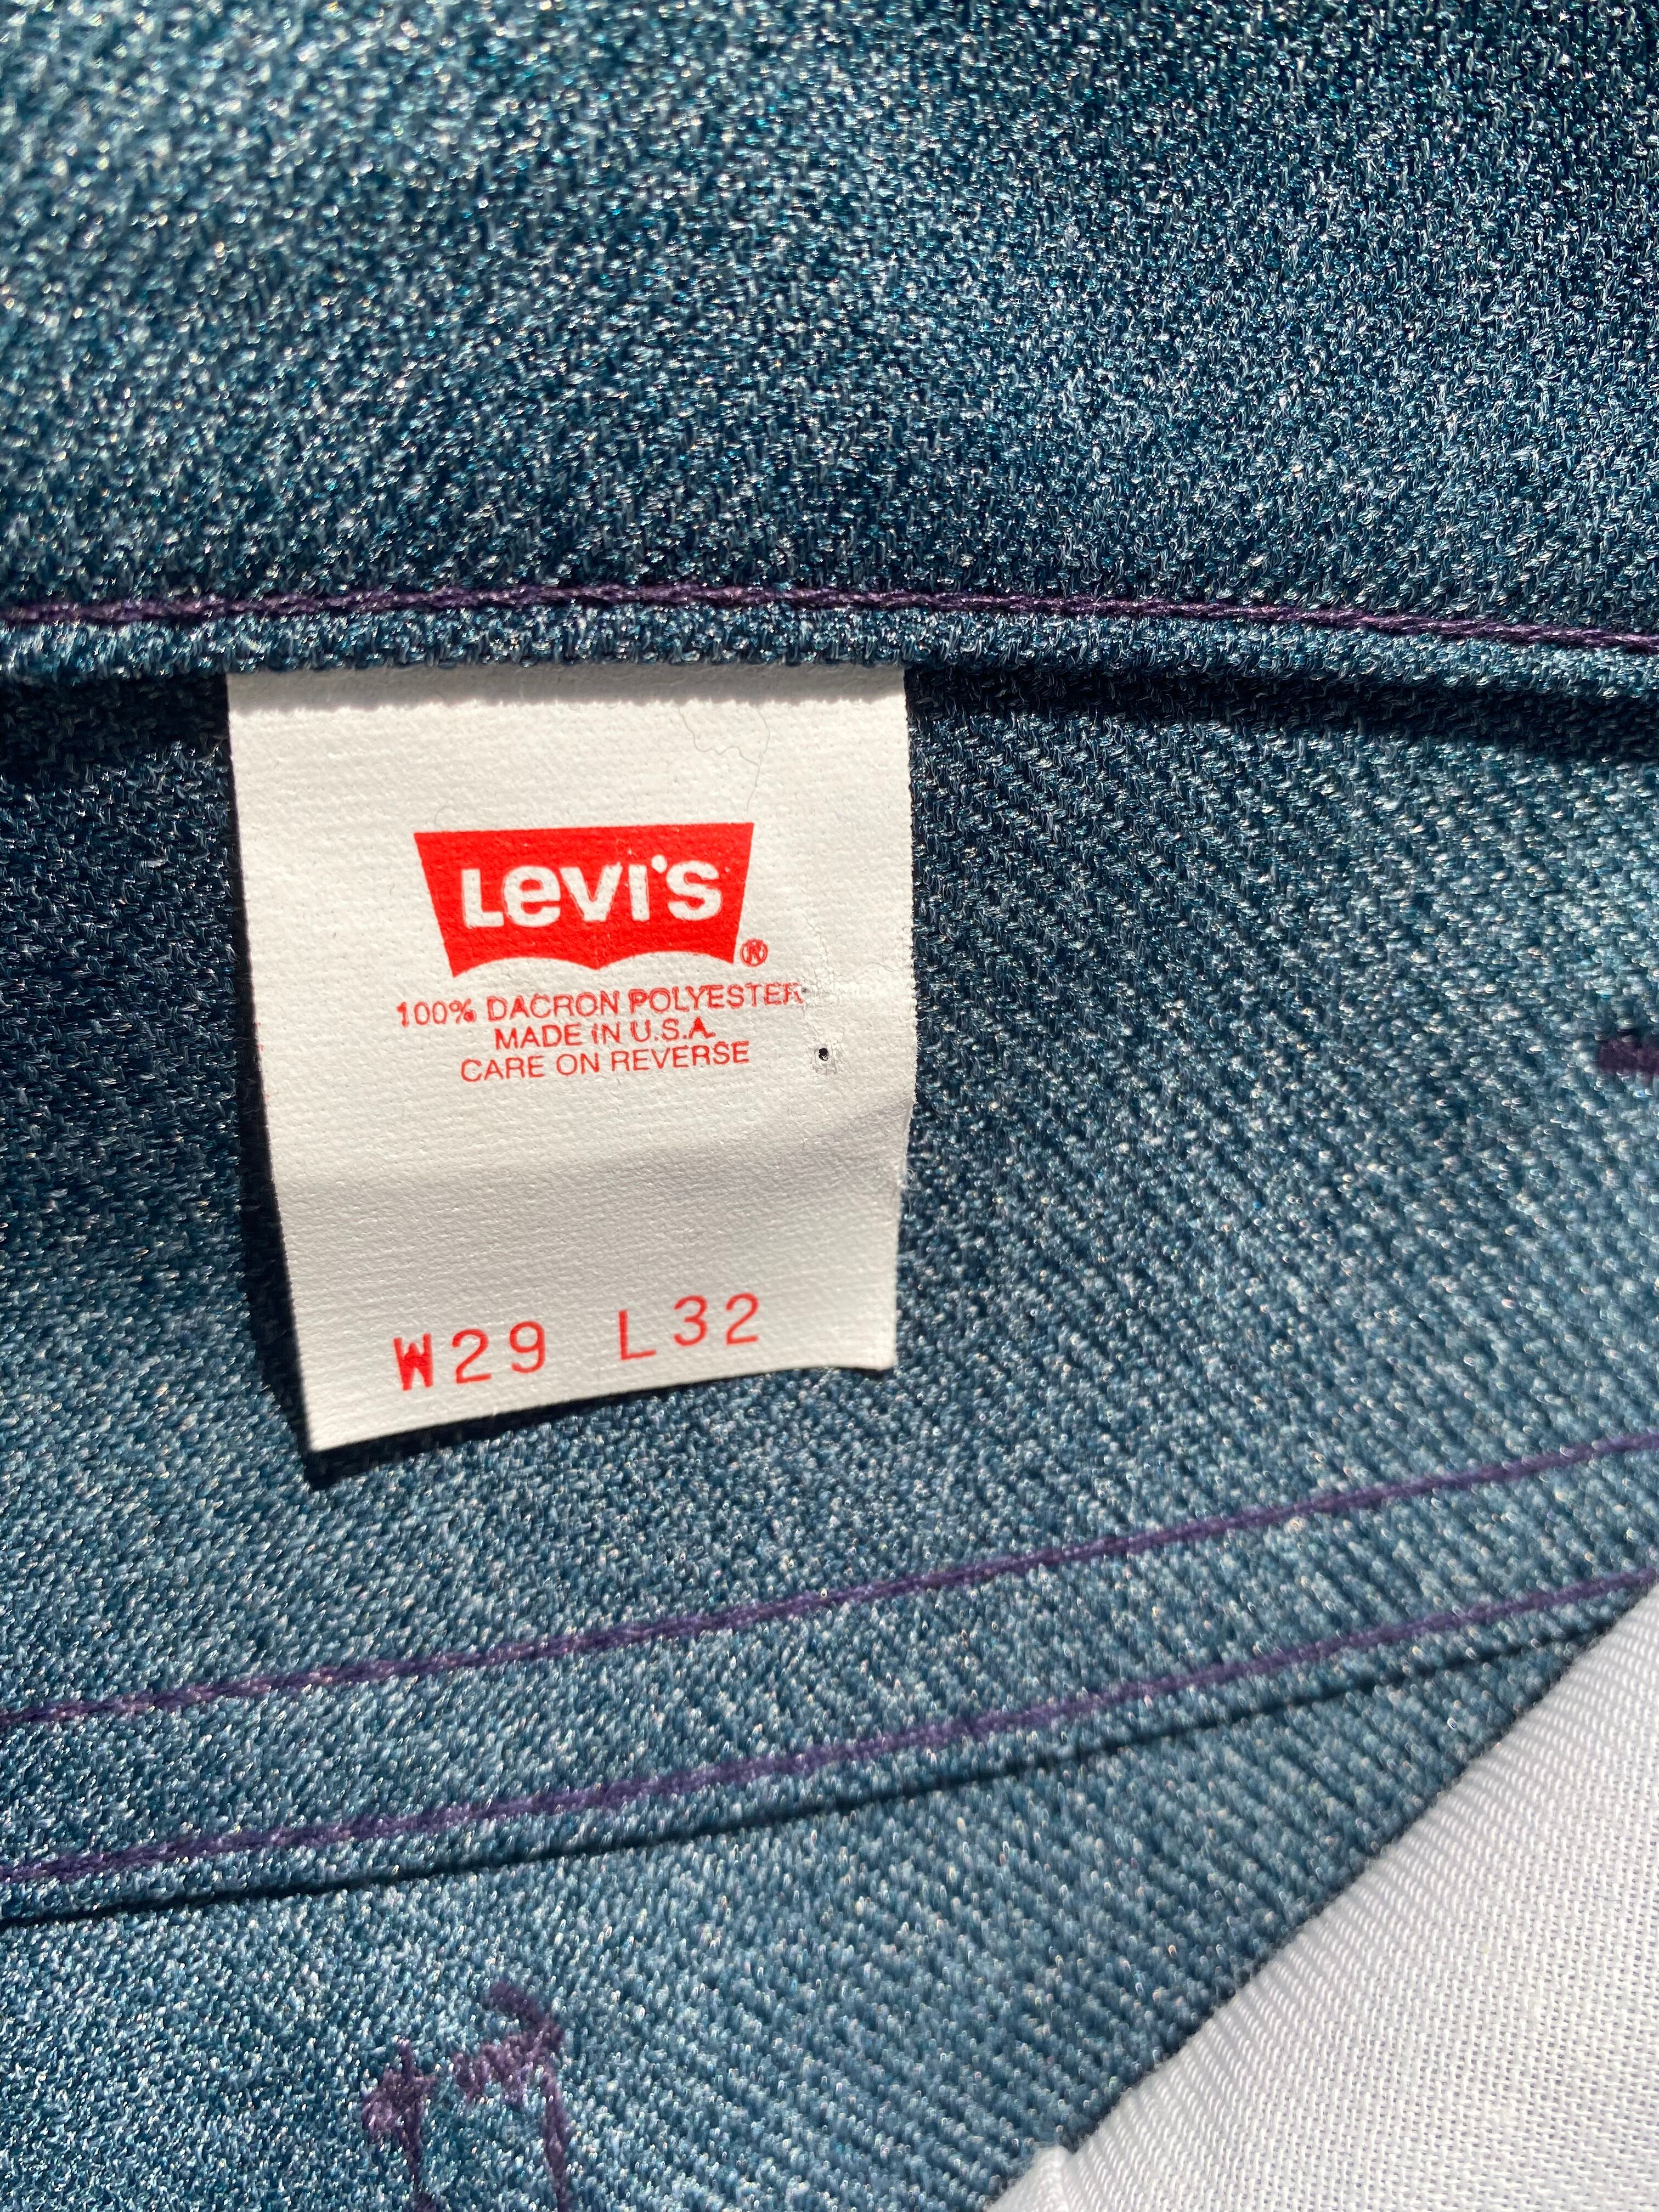 Levi's ®
100% DACRON POLYESTER
MADE IN U.S.A.
CARE ON REVERSE
W29 L32